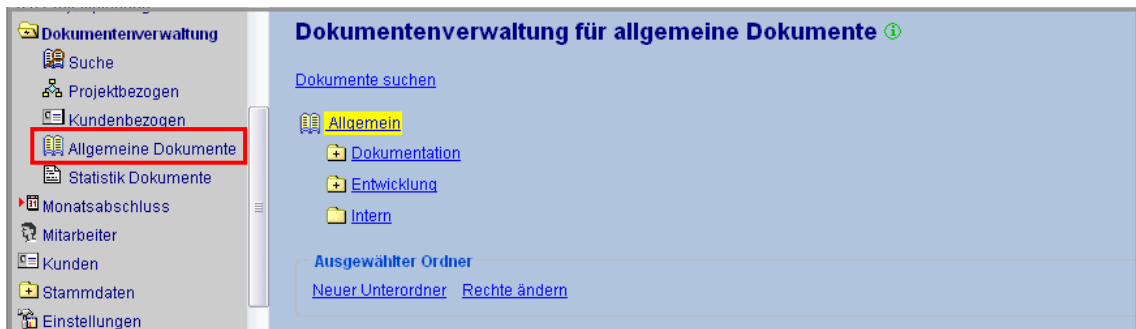 Dokumentenverwaltung
Suche
Projektbezogen
Kundenbezogen
Allgemeine Dokumente
Statistik Dokumente
Monatsabschluss
Mitarbeiter
Kunden
Stammdaten
Einstellungen
Dokumentenverwaltung für allgemeine Dokumente
Dokumente suchen
Allgemein
Dokumentation
Entwicklung
Intern
Ausgewählter Ordner
Neuer Unterordner Rechte ändern